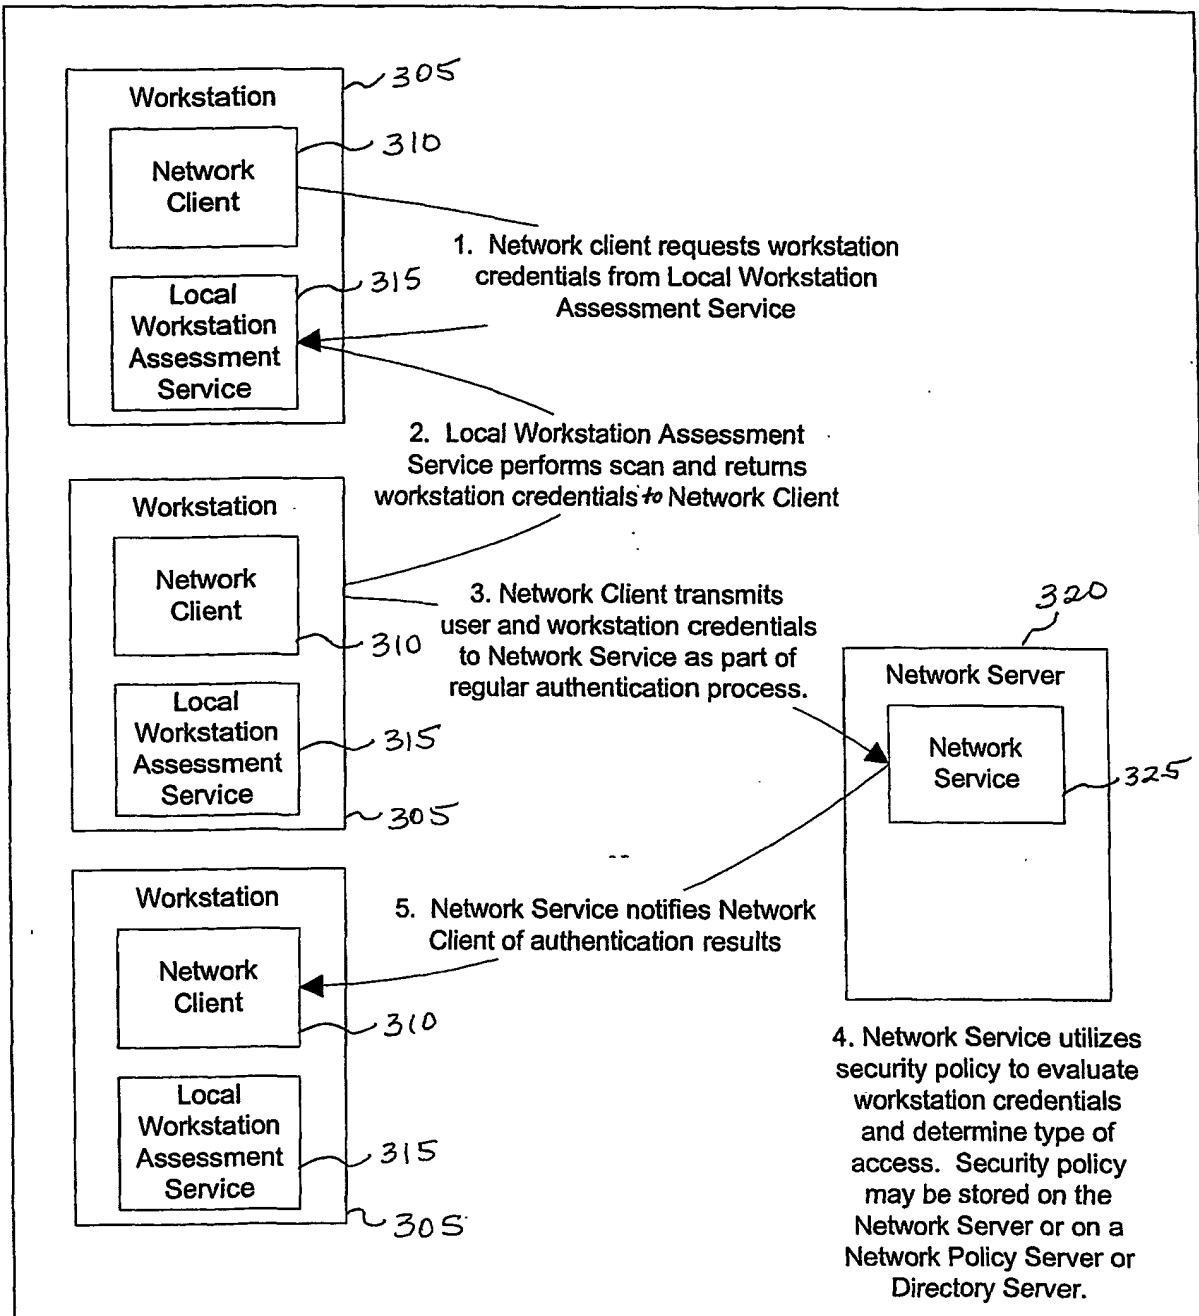 Workstation
305
Network
Client
310
Local
Workstation
Assessment
Service
315
1. Network client requests workstation
credentials from Local Workstation
Assessment Service
2. Local Workstation Assessment
Service performs scan and returns
workstation credentials to Network Client
Workstation
Network
Client
310
Local
Workstation
Assessment
Service
315
305
3. Network Client transmits
user and workstation credentials
to Network Service as part of
regular authentication process.
320
Network Server
Network
Service
325
Workstation
Network
Client
310
Local
Workstation
Assessment
Service
315
305
5. Network Service notifies Network
Client of authentication results
4. Network Service utilizes
security policy to evaluate
workstation credentials
and determine type of
access. Security policy
may be stored on the
Network Server or on a
Network Policy Server or
Directory Server.